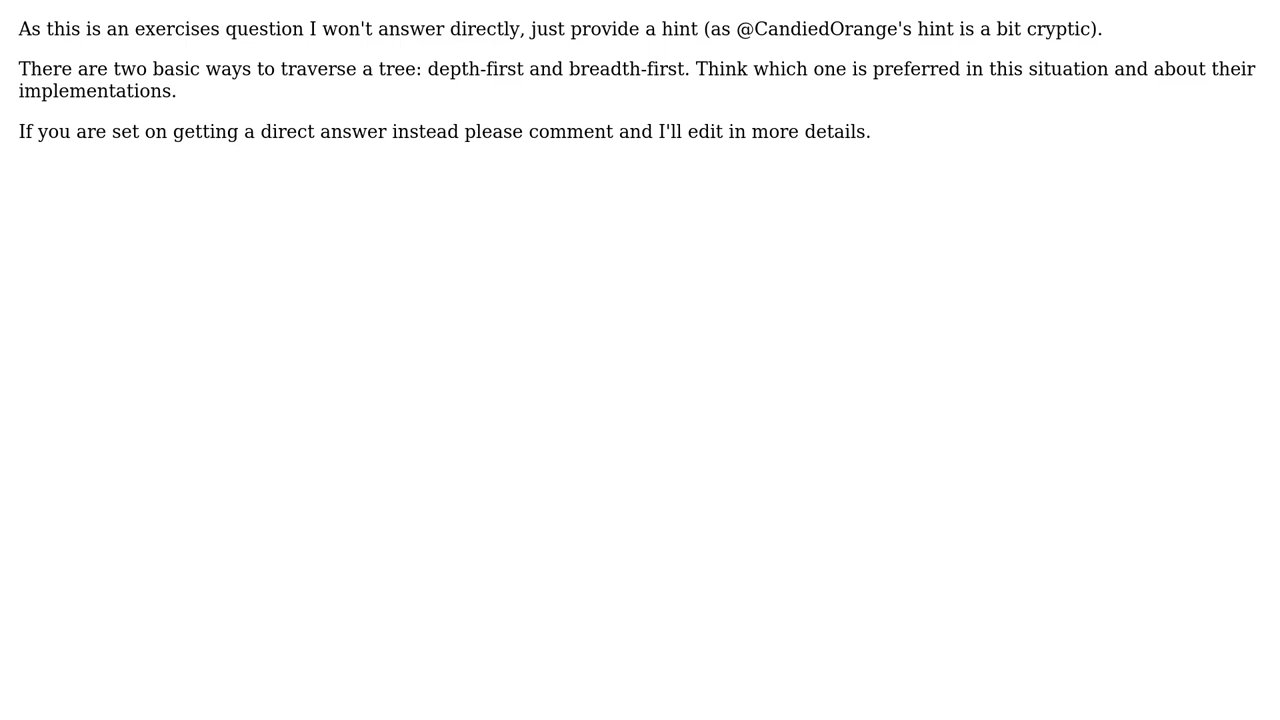 As this is an exercises question I won't answer directly, just provide a hint (as @CandiedOrange's hint is a bit cryptic).
There are two basic ways to traverse a tree: depth-first and breadth-first. Think which one is preferred in this situation and about their
implementations.
If you are set on getting a direct answer instead please comment and I'll edit in more details.